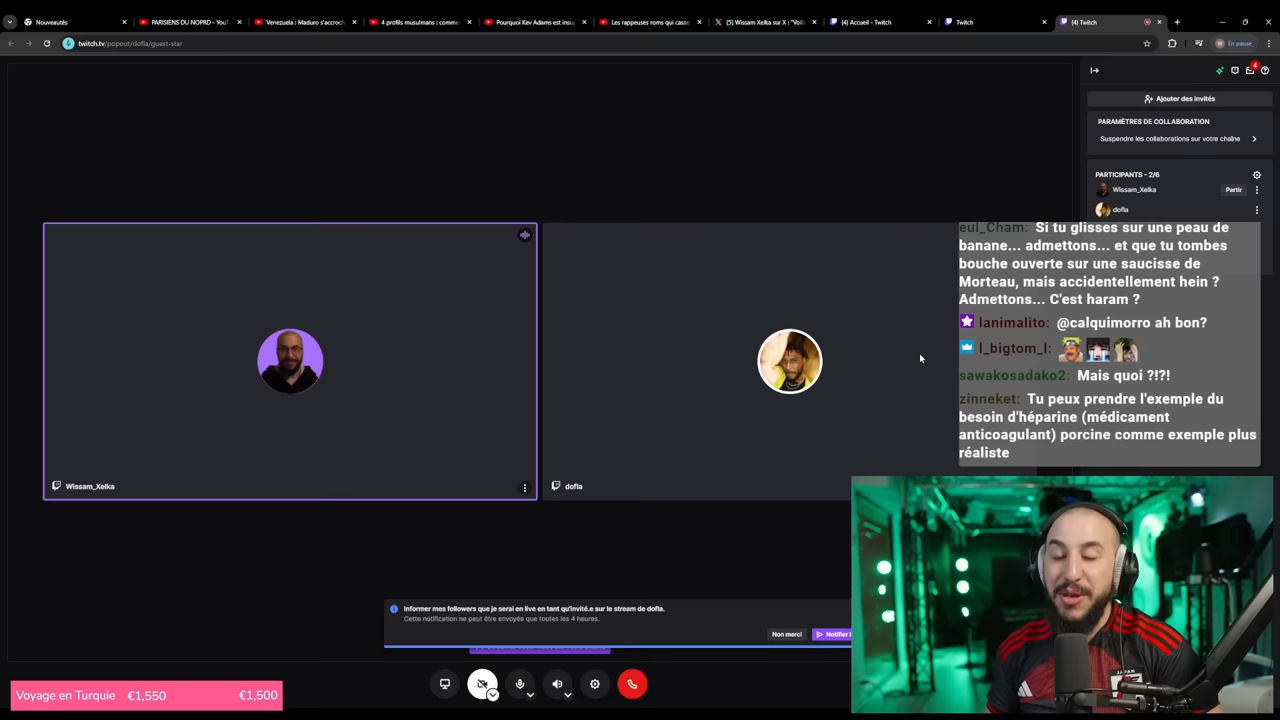 Nouveautés
PARISIENS DU NOPRD - YouT
Venezuela : Maduro s'accroch
4 profils musulmans : comme
Pourquoi Kev Adams est insup
Les rappeuses roms qui casse
(5) Wissam Xelka sur X : "Voilà
(4) Accueil - Twitch
Twitch
(4) Twitch
twitch.tv/popout/dofla/guest-star
En pause
4
Ajouter des invités
PARAMÈTRES DE COLLABORATION
Suspendre les collaborations sur votre chaîne
PARTICIPANTS - 2/6
Wissam_Xelka
Partir
dofla
eul_Cham: Si tu glisses sur une peau de
banane... admettons... et que tu tombes
bouche ouverte sur une saucisse de
Morteau, mais accidentellement hein ?
Admettons... C'est haram ?
lanimalito: @calquimorro ah bon?
l_bigtom_l:
sawakosadako2: Mais quoi ?!?!
zinneket: Tu peux prendre l'exemple du
besoin d'héparine (médicament
anticoagulant) porcine comme exemple plus
réaliste
Wissam_Xelka
dofla
Informer mes followers que je serai en live en tant qu'invité.e sur le stream de dofla.
Cette notification ne peut être envoyée que toutes les 4 heures.
Non merci
Notifier
JAPAN
Voyage en Turquie €1,550 €1,500